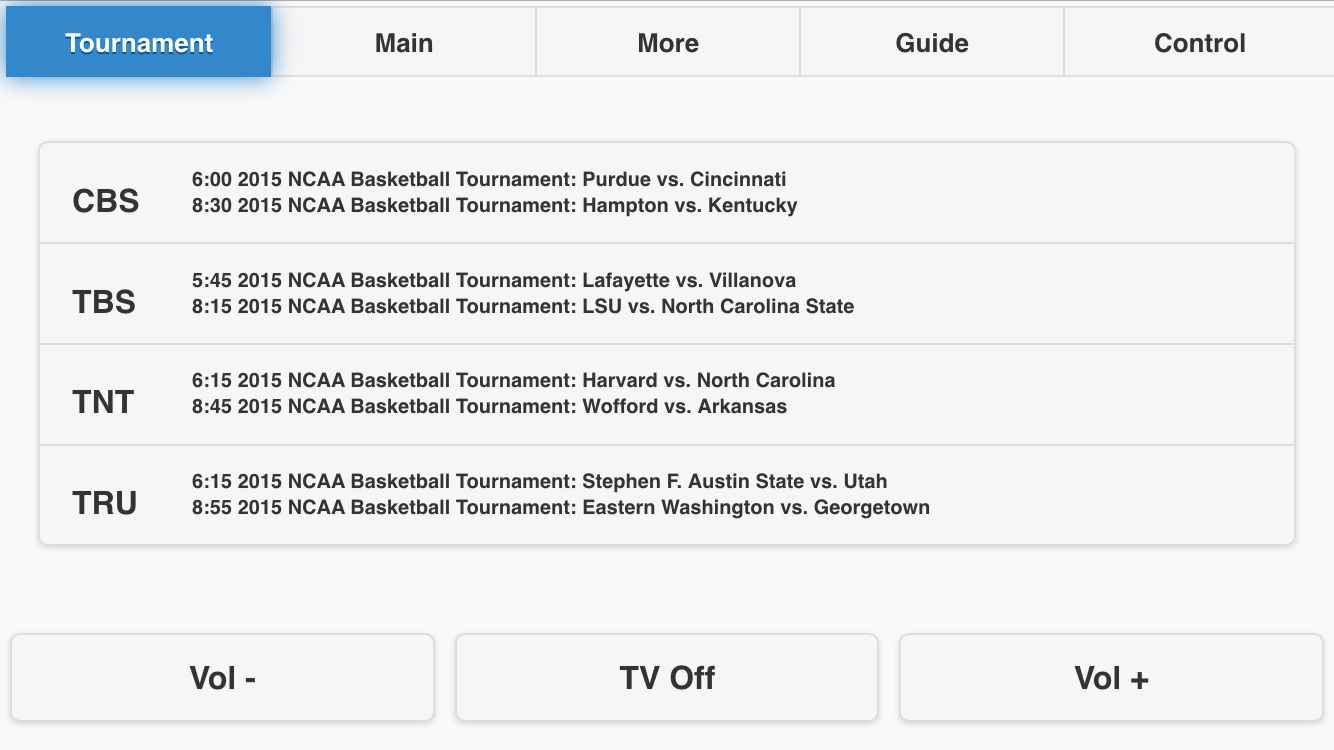 Tournament
Main
More
Guide
Control
CBS
6:00 2015 NCAA Basketball Tournament: Purdue vs. Cincinnati
8:30 2015 NCAA Basketball Tournament: Hampton vs. Kentucky
TBS
5:45 2015 NCAA Basketball Tournament: Lafayette vs. Villanova
8:15 2015 NCAA Basketball Tournament: LSU vs. North Carolina State
TNT
6:15 2015 NCAA Basketball Tournament: Harvard vs. North Carolina
8:45 2015 NCAA Basketball Tournament: Wofford vs. Arkansas
TRU
6:15 2015 NCAA Basketball Tournament: Stephen F. Austin State vs. Utah
8:55 2015 NCAA Basketball Tournament: Eastern Washington vs. Georgetown
Vol -
TV Off
Vol +